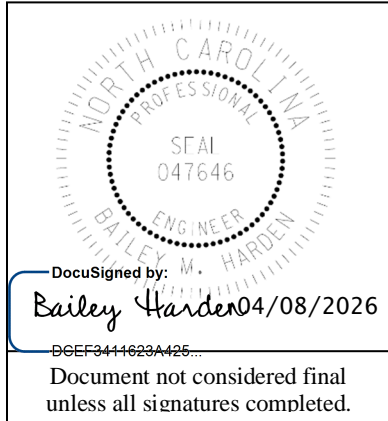 NORTH CAROLINA
PROFESSIONAL
SEAL
047646
ENGINEER
BAILEY M. HARDEN
DocuSigned by:
Bailey Harden 04/08/2026
DCEF3411623A425...
Document not considered final
unless all signatures completed.